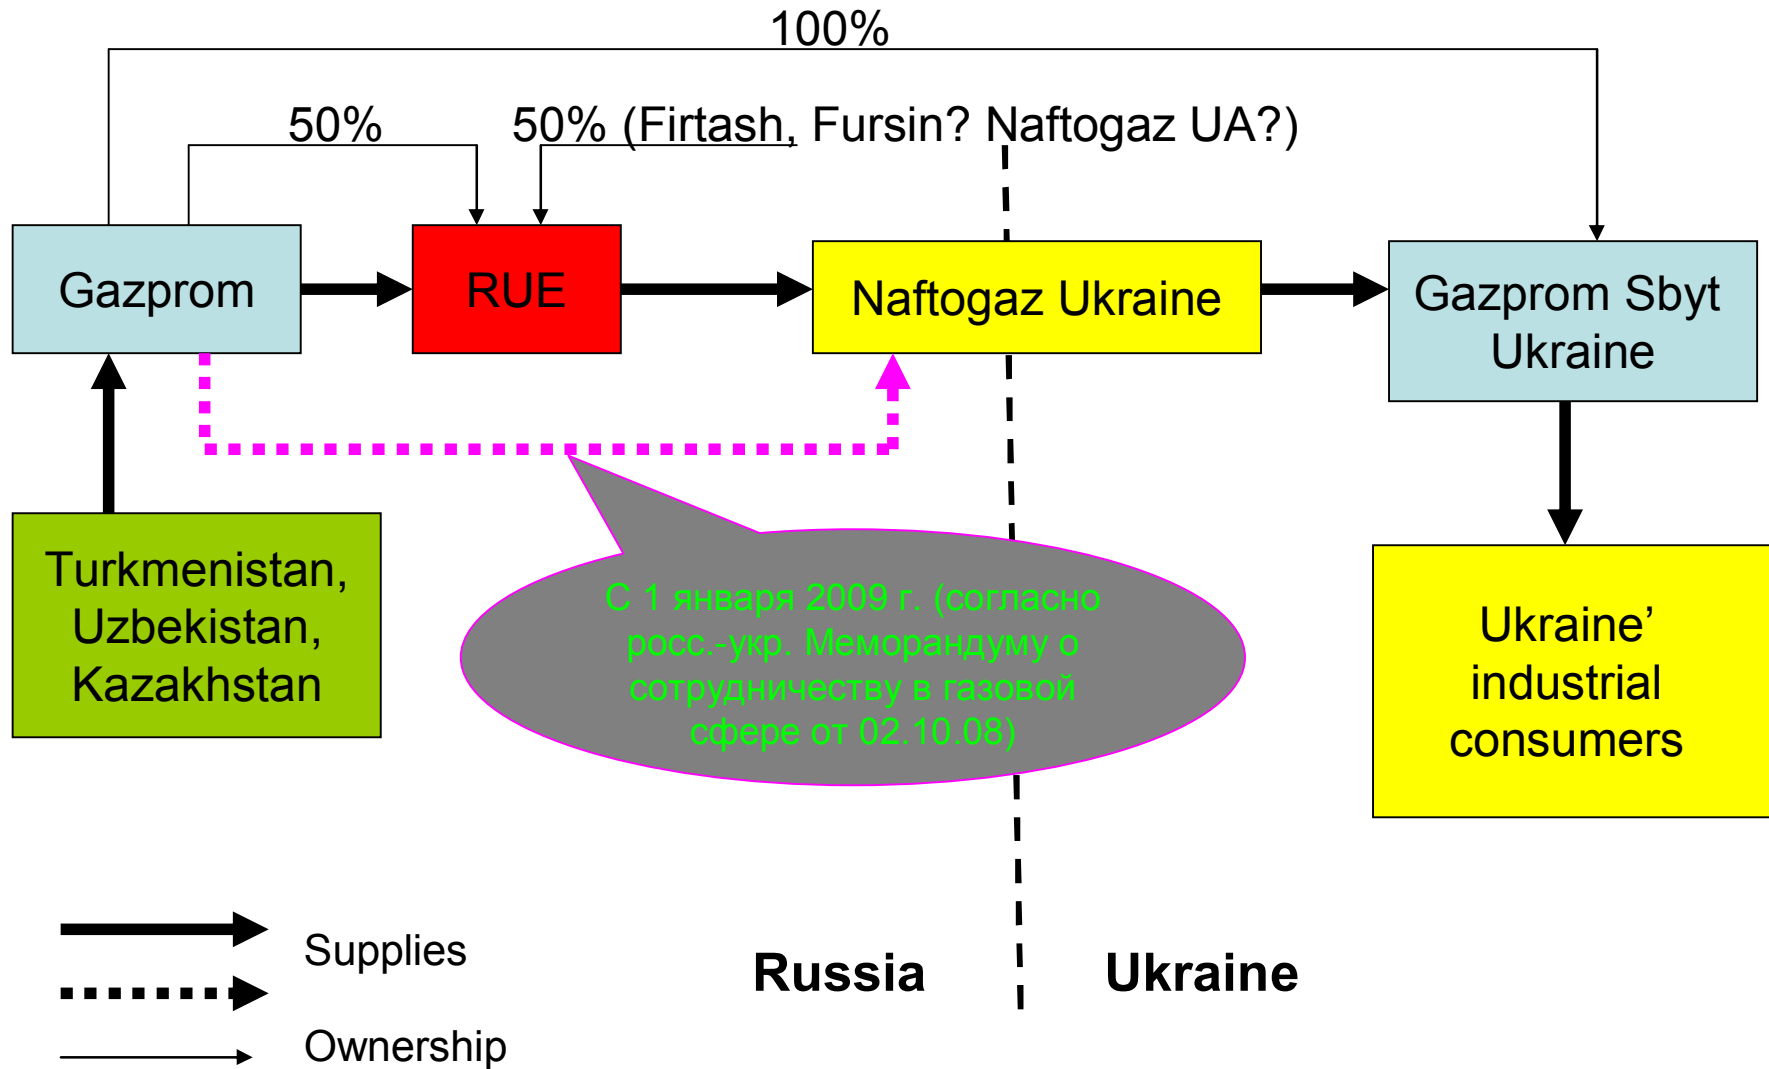 100%
50%
50% (Firtash, Fursin? Naftogaz UA?)
Gazprom
RUE
Naftogaz Ukraine
Gazprom Sbyt
Ukraine
Turkmenistan,
Uzbekistan,
Kazakhstan
С 1 января 2009 г. (согласно
росс.-укр. Меморандуму о
сотрудничеству в газовой
сфере от 02.10.08)
Ukraine’
industrial
consumers
Supplies
Ownership
Russia
Ukraine